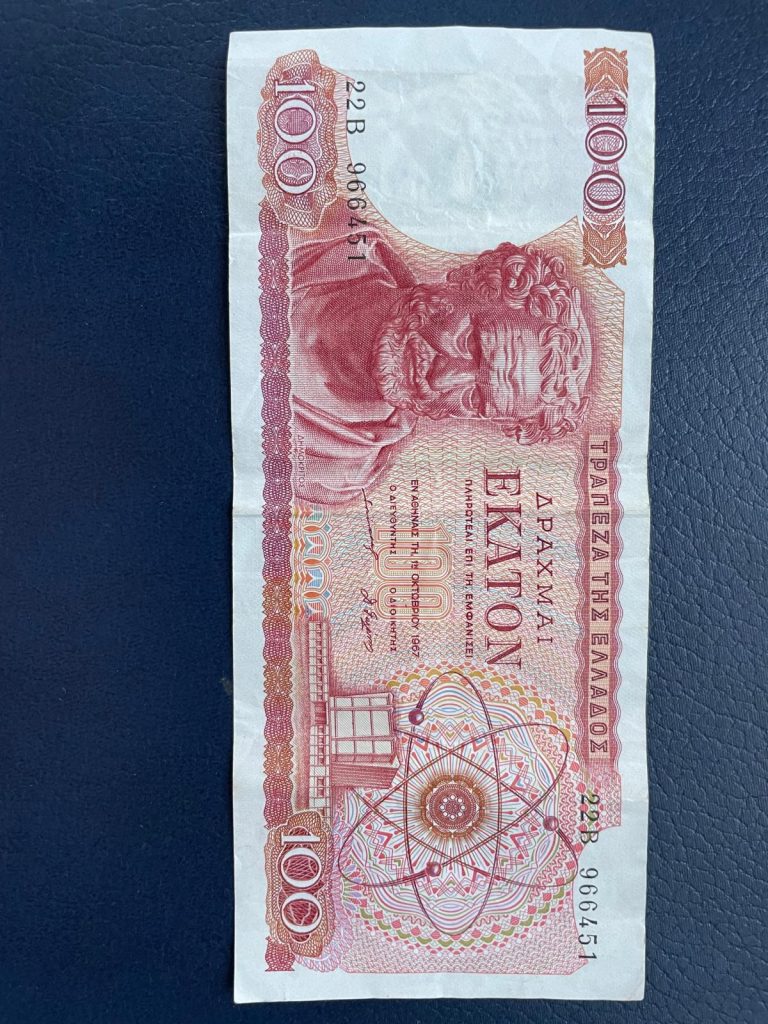 ΤΡΑΠΕΖΑ ΤΗΣ ΕΛΛΑΔΟΣ
100
22Β 966451
ΔΡΑΧΜΑΙ
ΕΚΑΤΟΝ
ΠΛΗΡΩΤΕΑΙ ΕΠΙ ΤΗ ΕΜΦΑΝΙΣΕΙ
100
ΕΝ ΑΘΗΝΑΙΣ ΤΗ 1Η ΟΚΤΩΒΡΙΟΥ 1967
Ο ΔΙΕΥΘΥΝΤΗΣ Ο ΔΙΟΙΚΗΤΗΣ
22Β 966451
ΔΗΜΟΚΡΙΤΟΣ
100
100